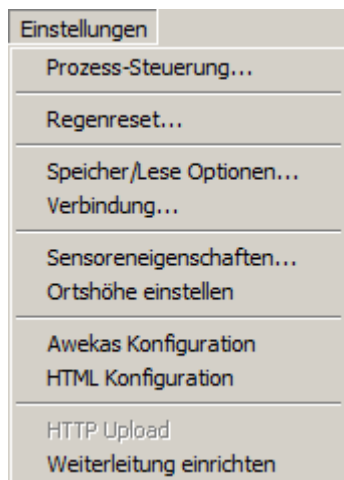 Einstellungen
Prozess-Steuerung...
Regenreset...
Speicher/Lese Optionen...
Verbindung...
Sensoreneigenschaften...
Ortshöhe einstellen
Awekas Konfiguration
HTML Konfiguration
HTTP Upload
Weiterleitung einrichten